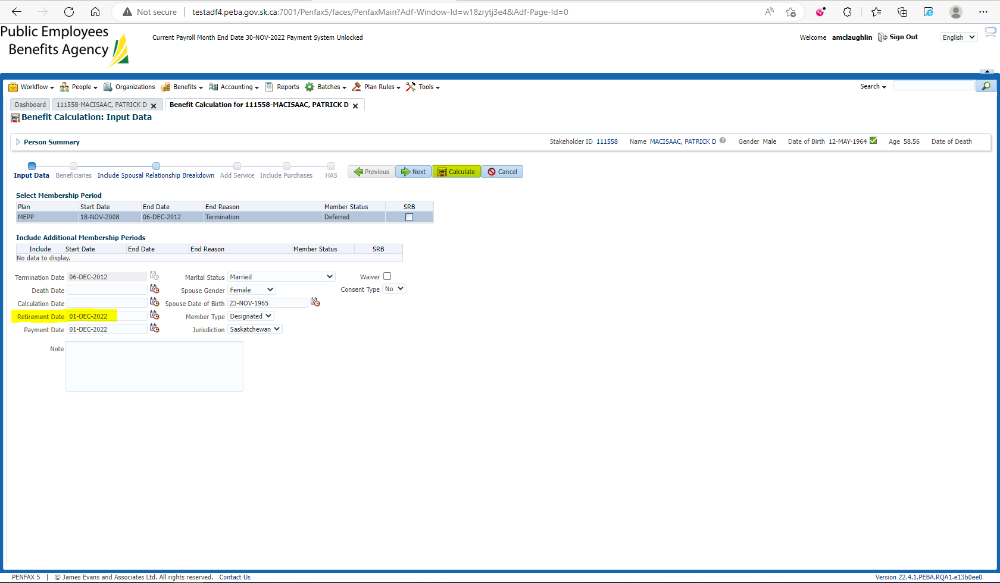 Not secure | testadf4.peba.gov.sk.ca:7001/Penfax5/faces/PenfaxMain?Adf-Window-Id=w18zrytj3e4&Adf-Page-Id=0
Public Employees
Benefits Agency
Current Payroll Month End Date 30-NOV-2022 Payment System Unlocked
Welcome amclaughlin Sign Out English
Workflow People Organizations Benefits Accounting Reports Batches Plan Rules Tools Search
Dashboard 111558-MACISAAC, PATRICK D Benefit Calculation for 111558-MACISAAC, PATRICK D
Benefit Calculation: Input Data
Person Summary Stakeholder ID 111558 Name MACISAAC, PATRICK D Gender Male Date of Birth 12-MAY-1964 Age 58.56 Date of Death
Input Data Beneficiaries Include Spousal Relationship Breakdown Add Service Include Purchases HAS Previous Next Calculate Cancel
Select Membership Period
Plan Start Date End Date End Reason Member Status SRB
MEPP 18-NOV-2008 06-DEC-2012 Termination Deferred
Include Additional Membership Periods
Include Start Date End Date End Reason Member Status SRB
No data to display.
Termination Date 06-DEC-2012 Marital Status Married Waiver
Death Date Spouse Gender Female Consent Type No
Calculation Date Spouse Date of Birth 23-NOV-1965
Retirement Date 01-DEC-2022 Member Type Designated
Payment Date 01-DEC-2022 Jurisdiction Saskatchewan
Note
PENFAX 5 | © James Evans and Associates Ltd. All rights reserved. Contact Us Version 22.4.1.PEBA.RQA1.e13b0ee0